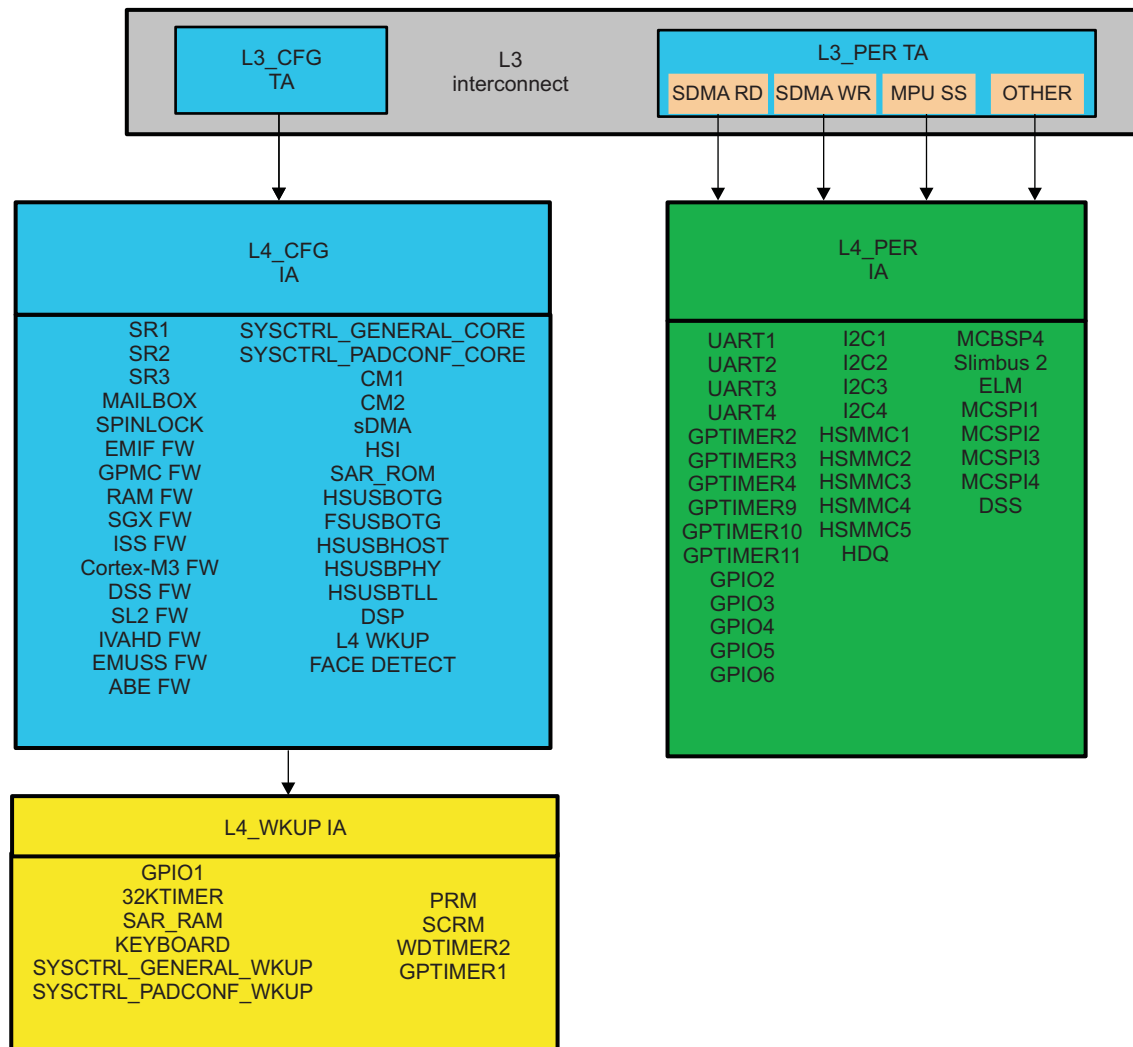 L3_CFG
TA
L3
interconnect
L3_PER TA
SDMA RD
SDMA WR
MPU SS
OTHER
L4_CFG
IA
SR1
SR2
SR3
MAILBOX
SPINLOCK
EMIF FW
GPMC FW
RAM FW
SGX FW
ISS FW
Cortex-M3 FW
DSS FW
SL2 FW
IVAHD FW
EMUSS FW
ABE FW
SYSCTRL_GENERAL_CORE
SYSCTRL_PADCONF_CORE
CM1
CM2
sDMA
HSI
SAR_ROM
HSUSBOTG
FSUSBOTG
HSUSBHOST
HSUSBPHY
HSUSBTLL
DSP
L4 WKUP
FACE DETECT
L4_PER
IA
UART1
UART2
UART3
UART4
GPTIMER2
GPTIMER3
GPTIMER4
GPTIMER9
GPTIMER10
GPTIMER11
GPIO2
GPIO3
GPIO4
GPIO5
GPIO6
I2C1
I2C2
I2C3
I2C4
HSMMC1
HSMMC2
HSMMC3
HSMMC4
HSMMC5
HDQ
MCBSP4
Slimbus 2
ELM
MCSPI1
MCSPI2
MCSPI3
MCSPI4
DSS
L4_WKUP IA
GPIO1
32KTIMER
SAR_RAM
KEYBOARD
SYSCTRL_GENERAL_WKUP
SYSCTRL_PADCONF_WKUP
PRM
SCRM
WDTIMER2
GPTIMER1